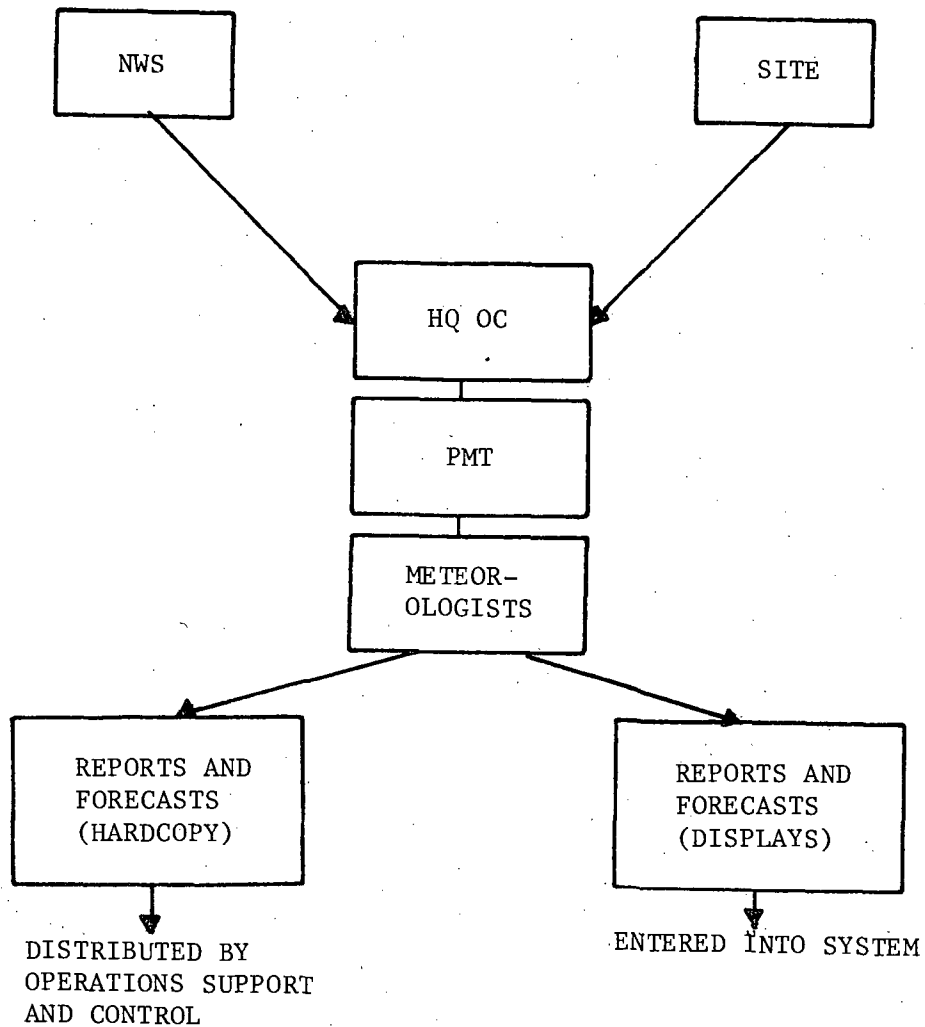 NWS
SITE
HQ OC
PMT
METEOR-
OLOGISTS
REPORTS AND
FORECASTS
(HARDCOPY)
REPORTS AND
FORECASTS
(DISPLAYS)
DISTRIBUTED BY
OPERATIONS SUPPORT
AND CONTROL
ENTERED INTO SYSTEM